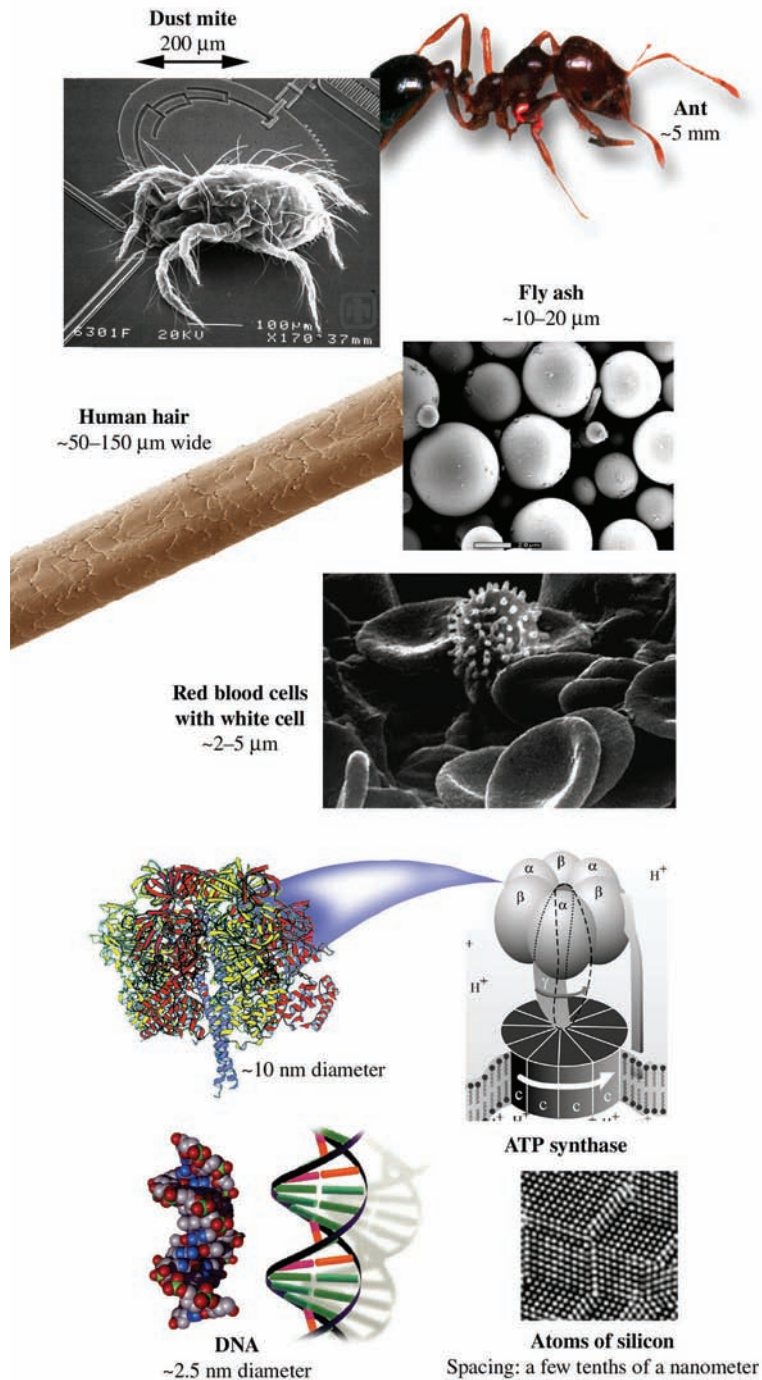 Dust mite
200 μm
Ant
~5 mm
6301F 20KV 100μm X170 37mm
Fly ash
~10–20 μm
Human hair
~50–150 μm wide
Red blood cells
with white cell
~2–5 μm
β
α α
β β
α
H+
+
H+
γ
~10 nm diameter
c c c c
H+
ATP synthase
DNA
~2.5 nm diameter
Atoms of silicon
Spacing: a few tenths of a nanometer